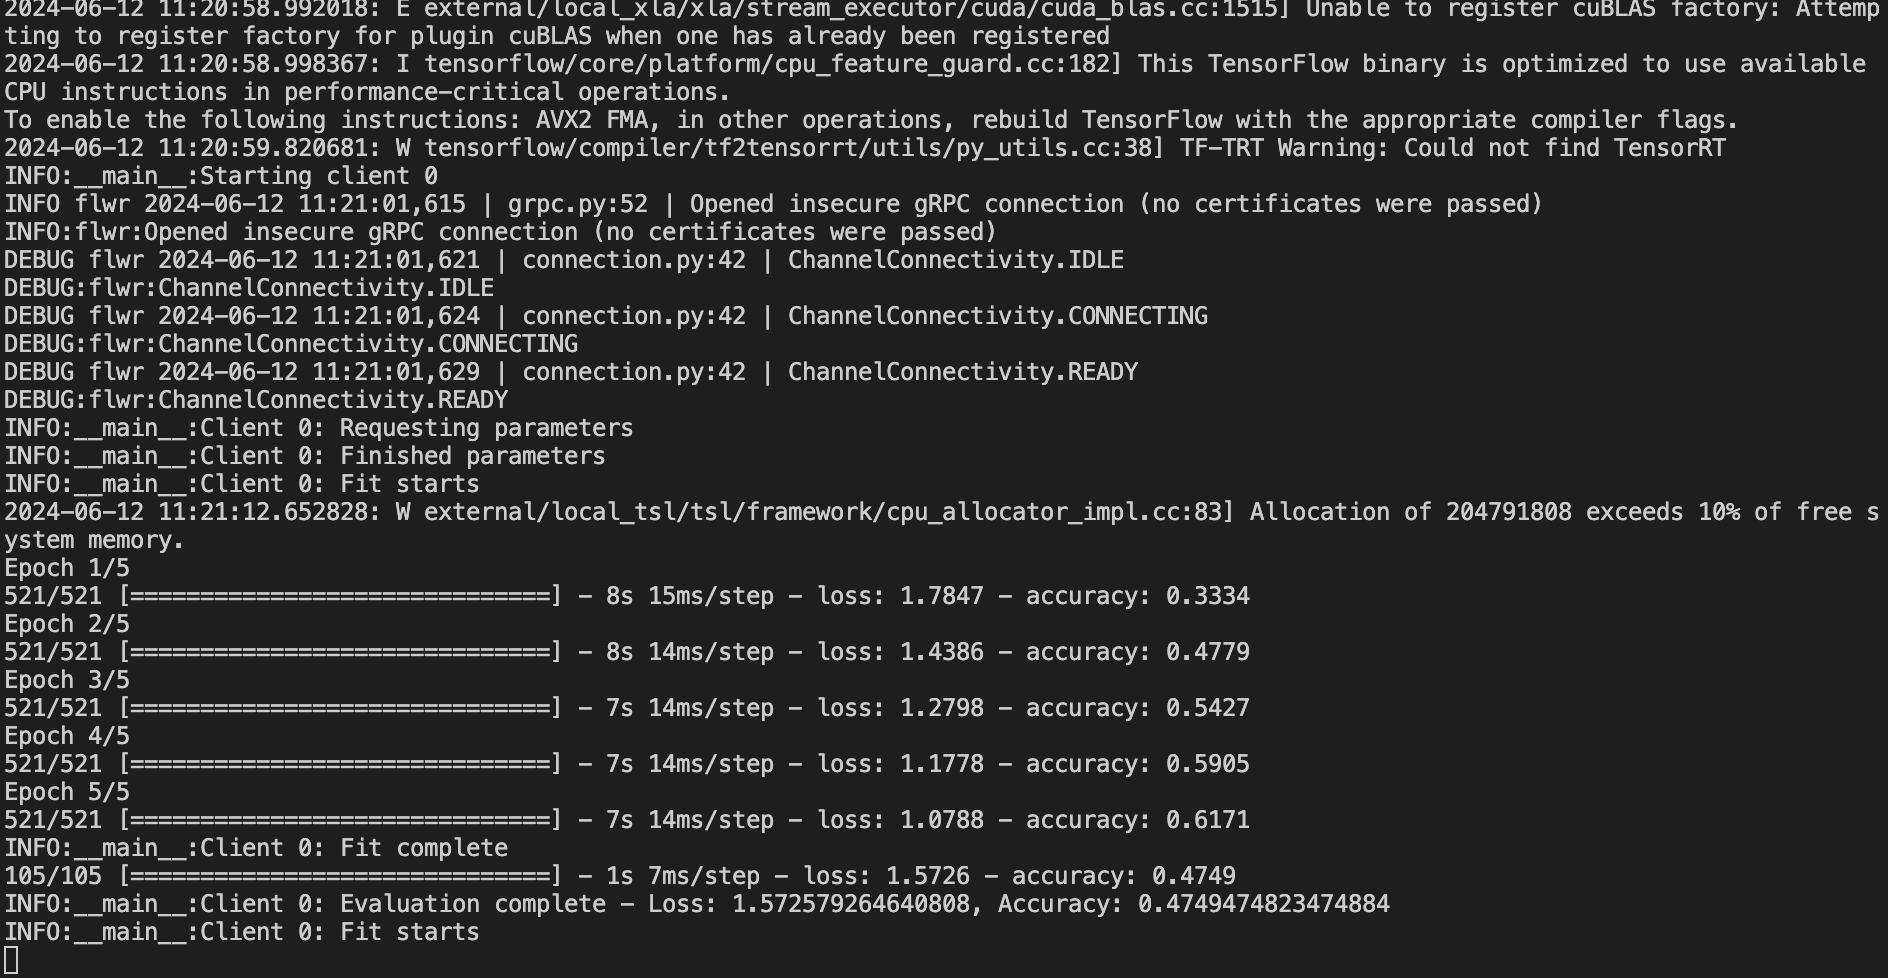 2024-06-12 11:20:58.992018: E external/local_xla/xla/stream_executor/cuda/cuda_blas.cc:1515] Unable to register cuBLAS factory: Attemp
ting to register factory for plugin cuBLAS when one has already been registered
2024-06-12 11:20:58.998367: I tensorflow/core/platform/cpu_feature_guard.cc:182] This TensorFlow binary is optimized to use available
CPU instructions in performance-critical operations.
To enable the following instructions: AVX2 FMA, in other operations, rebuild TensorFlow with the appropriate compiler flags.
2024-06-12 11:20:59.820681: W tensorflow/compiler/tf2tensorrt/utils/py_utils.cc:38] TF-TRT Warning: Could not find TensorRT
INFO:__main__:Starting client 0
INFO flwr 2024-06-12 11:21:01,615 | grpc.py:52 | Opened insecure gRPC connection (no certificates were passed)
INFO:flwr:Opened insecure gRPC connection (no certificates were passed)
DEBUG flwr 2024-06-12 11:21:01,621 | connection.py:42 | ChannelConnectivity.IDLE
DEBUG:flwr:ChannelConnectivity.IDLE
DEBUG flwr 2024-06-12 11:21:01,624 | connection.py:42 | ChannelConnectivity.CONNECTING
DEBUG:flwr:ChannelConnectivity.CONNECTING
DEBUG flwr 2024-06-12 11:21:01,629 | connection.py:42 | ChannelConnectivity.READY
DEBUG:flwr:ChannelConnectivity.READY
INFO:__main__:Client 0: Requesting parameters
INFO:__main__:Client 0: Finished parameters
INFO:__main__:Client 0: Fit starts
2024-06-12 11:21:12.652828: W external/local_tsl/tsl/framework/cpu_allocator_impl.cc:83] Allocation of 204791808 exceeds 10% of free s
ystem memory.
Epoch 1/5
521/521 [==============================] - 8s 15ms/step - loss: 1.7847 - accuracy: 0.3334
Epoch 2/5
521/521 [==============================] - 8s 14ms/step - loss: 1.4386 - accuracy: 0.4779
Epoch 3/5
521/521 [==============================] - 7s 14ms/step - loss: 1.2798 - accuracy: 0.5427
Epoch 4/5
521/521 [==============================] - 7s 14ms/step - loss: 1.1778 - accuracy: 0.5905
Epoch 5/5
521/521 [==============================] - 7s 14ms/step - loss: 1.0788 - accuracy: 0.6171
INFO:__main__:Client 0: Fit complete
105/105 [==============================] - 1s 7ms/step - loss: 1.5726 - accuracy: 0.4749
INFO:__main__:Client 0: Evaluation complete - Loss: 1.572579264640808, Accuracy: 0.4749474823474884
INFO:__main__:Client 0: Fit starts